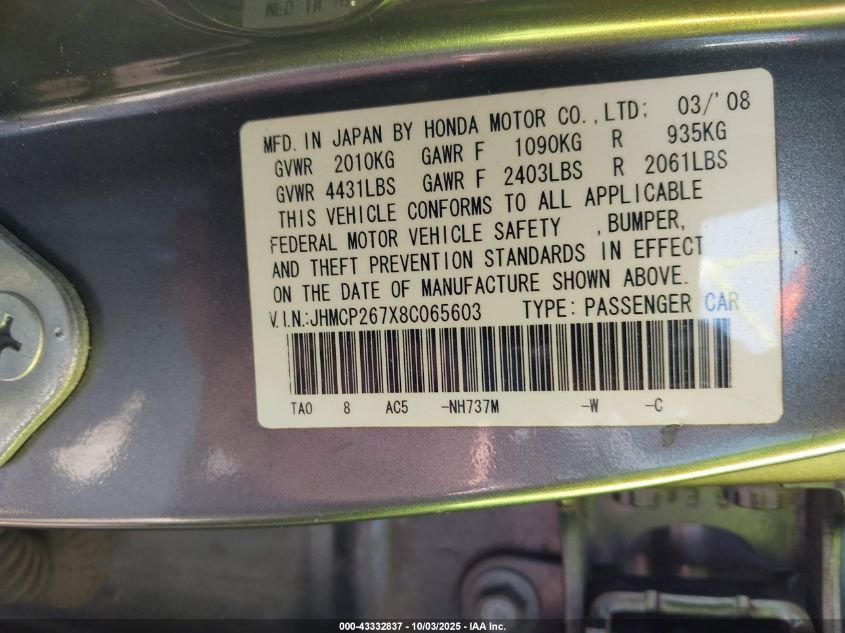 MFD. IN JAPAN BY HONDA MOTOR CO., LTD; 03/'08
GVWR 2010KG GAWR F 1090KG R 935KG
GVWR 4431LBS GAWR F 2403LBS R 2061LBS
THIS VEHICLE CONFORMS TO ALL APPLICABLE
FEDERAL MOTOR VEHICLE SAFETY , BUMPER,
AND THEFT PREVENTION STANDARDS IN EFFECT
ON THE DATE OF MANUFACTURE SHOWN ABOVE.
V.I.N.:JHMCP267X8C065603 TYPE: PASSENGER CAR
TA0 8 AC5 -NH737M -W -C
000-43332837 - 10/03/2025 - IAA Inc.